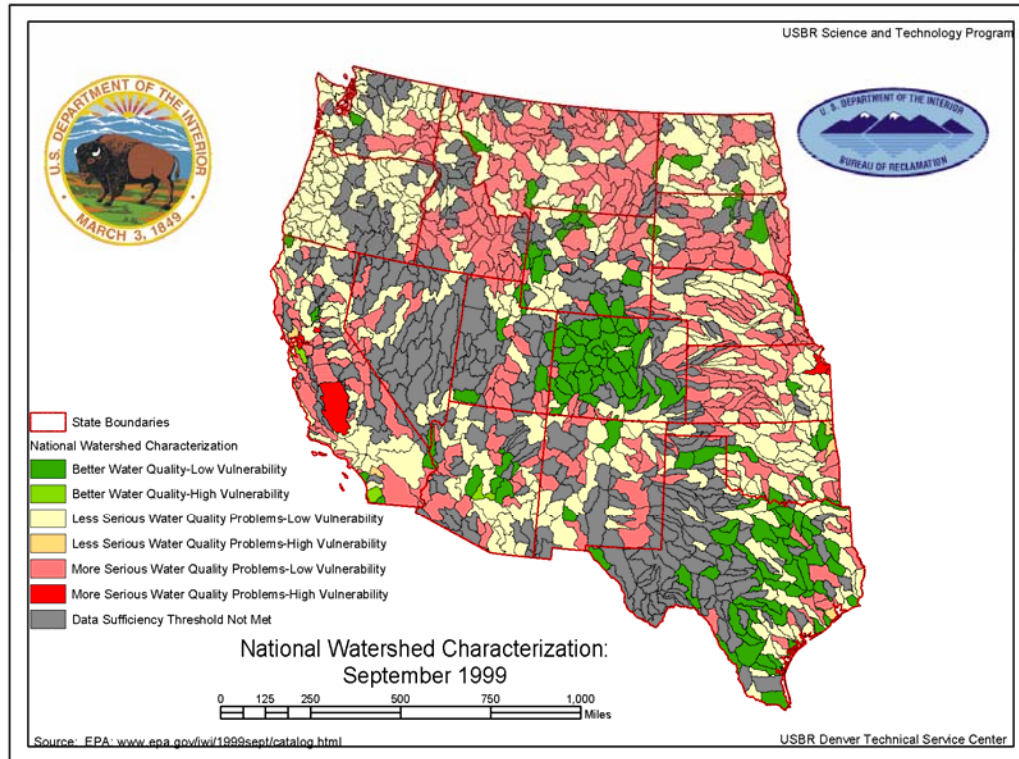 USBR Science and Technology Program
U.S. DEPARTMENT OF THE INTERIOR
MARCH 3, 1849
U. S. DEPARTMENT OF THE INTERIOR
BUREAU OF RECLAMATION
State Boundaries
National Watershed Characterization
Better Water Quality-Low Vulnerability
Better Water Quality-High Vulnerability
Less Serious Water Quality Problems-Low Vulnerability
Less Serious Water Quality Problems-High Vulnerability
More Serious Water Quality Problems-Low Vulnerability
More Serious Water Quality Problems-High Vulnerability
Data Sufficiency Threshold Not Met
National Watershed Characterization:
September 1999
0 125 250 500 750 1,000
Miles
Source: EPA: www.epa.gov/iwi/1999sept/catalog.html
USBR Denver Technical Service Center